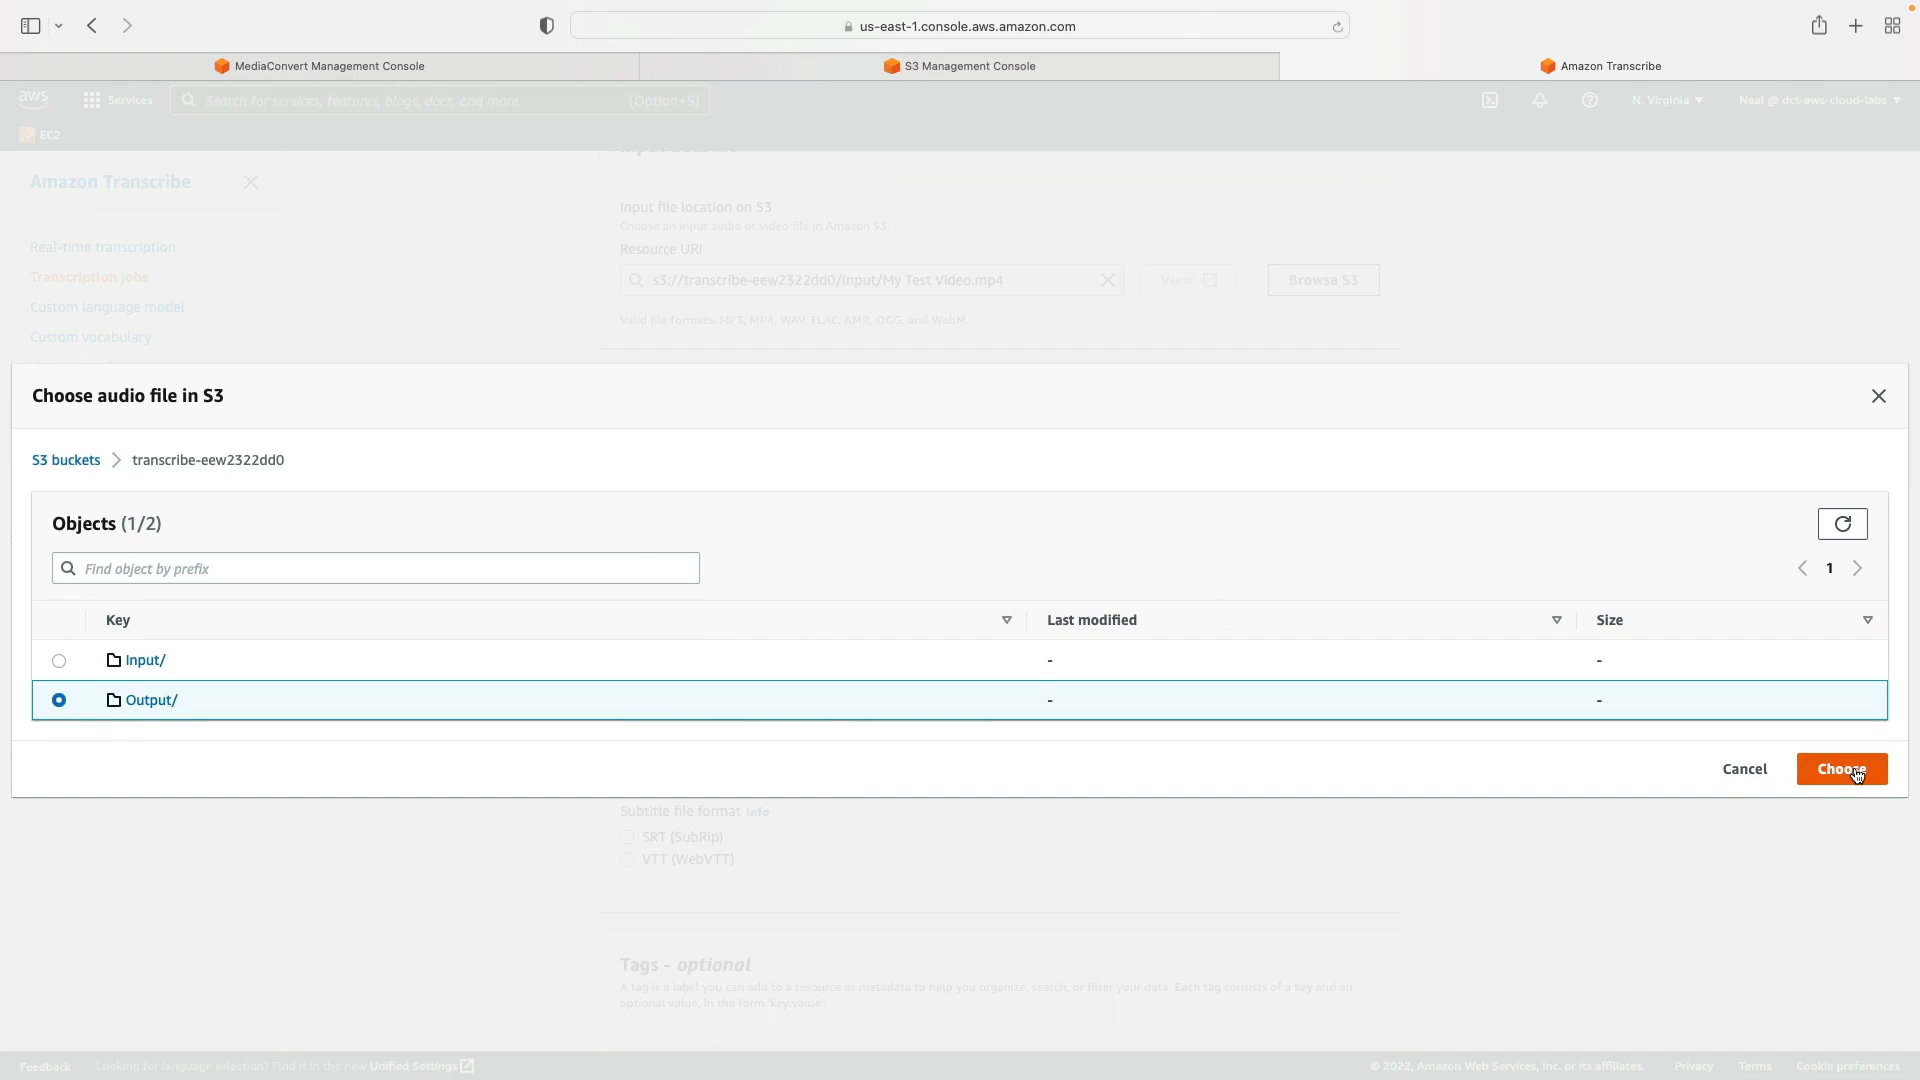 us-east-1.console.aws.amazon.com
MediaConvert Management Console
S3 Management Console
Amazon Transcribe
aws
Services
Search for services, features, blogs, docs, and more
[Option+S]
N. Virginia
Neal @ dct-aws-cloud-labs
EC2
Amazon Transcribe
Real-time transcription
Transcription jobs
Custom language model
Custom vocabulary
Input file location on S3
Choose an input audio or video file in Amazon S3.
Resource URI
s3://transcribe-eew2322dd0/Input/My Test Video.mp4
View
Browse S3
Valid file formats: MP3, MP4, WAV, FLAC, AMR, OGG, and WebM.
Choose audio file in S3
S3 buckets
transcribe-eew2322dd0
Objects (1/2)
Find object by prefix
1
Key
Last modified
Size
Input/
-
-
Output/
-
-
Cancel
Choose
Subtitle file format Info
SRT (SubRip)
VTT (WebVTT)
Tags - optional
A tag is a label you can add to a resource as metadata to help you organize, search, or filter your data. Each tag consists of a key and an
optional value, in the form 'key:value'.
Feedback
Looking for language selection? Find it in the new Unified Settings
© 2022, Amazon Web Services, Inc. or its affiliates.
Privacy
Terms
Cookie preferences